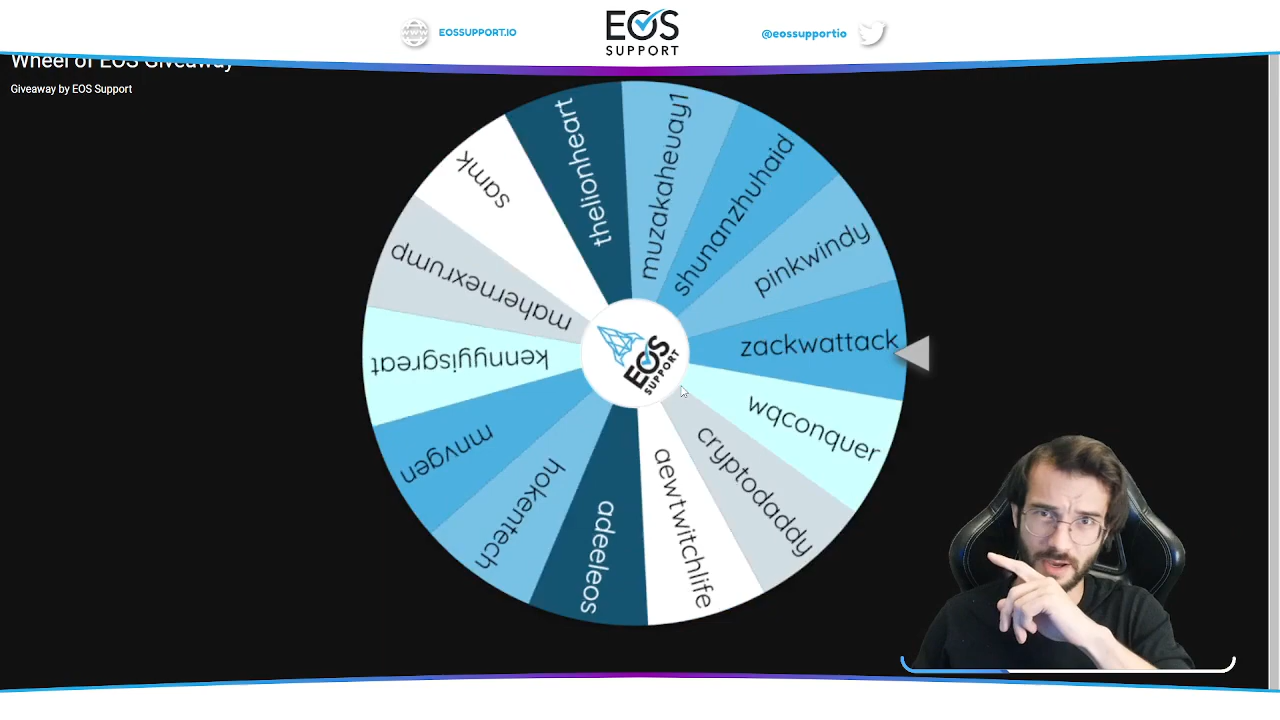 EOSSUPPORT.IO
EOS
SUPPORT
@eossupportio
Wheel of EOS Giveaway
Giveaway by EOS Support
thelionheart
muzakaheuay1
shunanzhuhaid
pinkwindy
zackwattack
wqconquer
cryptodaddy
aewtwitchlife
adeeleos
hokentech
mnvgen
kennyisgreat
mahernexrump
samk
EOS
SUPPORT